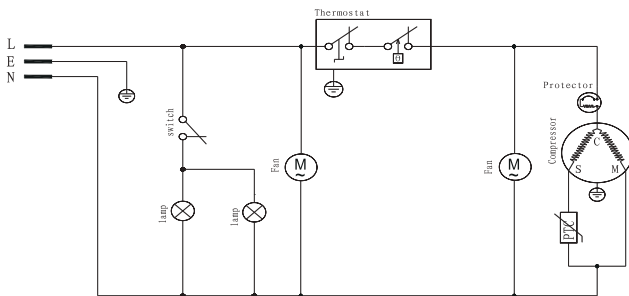 Thermostat
L
E
N
θ
switch
lamp
lamp
Fan
M
~
Fan
M
~
Protector
Compressor
C
S
M
PTC